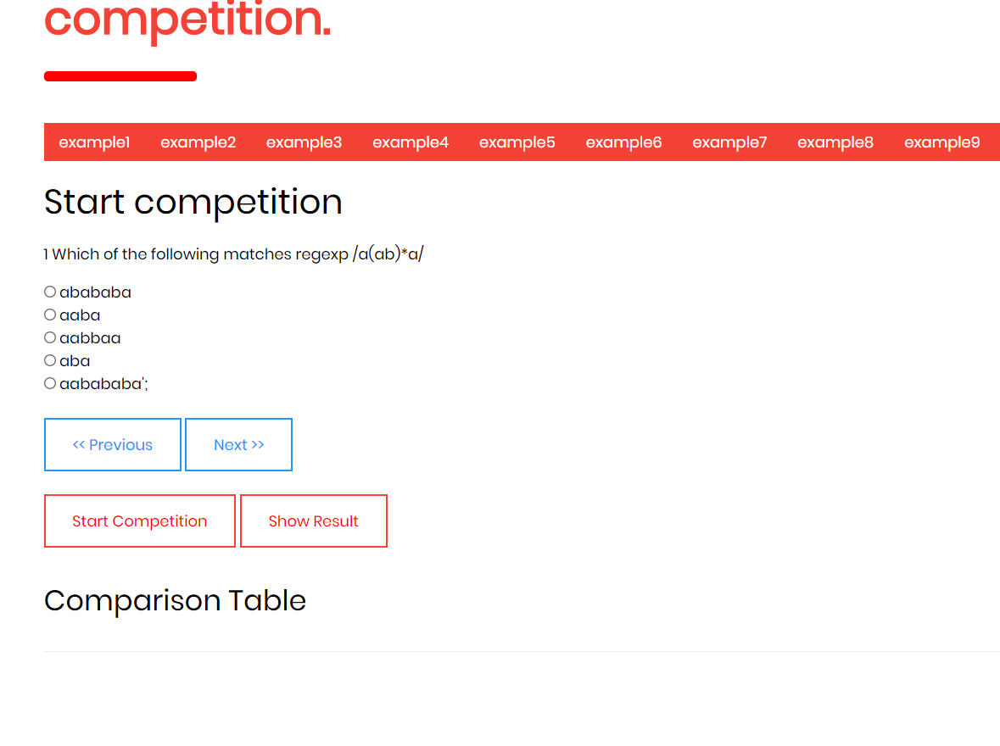 competition.
example1 example2 example3 example4 example5 example6 example7 example8 example9
Start competition
1 Which of the following matches regexp /a(ab)*a/
abababa
aaba
aabbaa
aba
aabababa';
<< Previous Next >>
Start Competition Show Result
Comparison Table